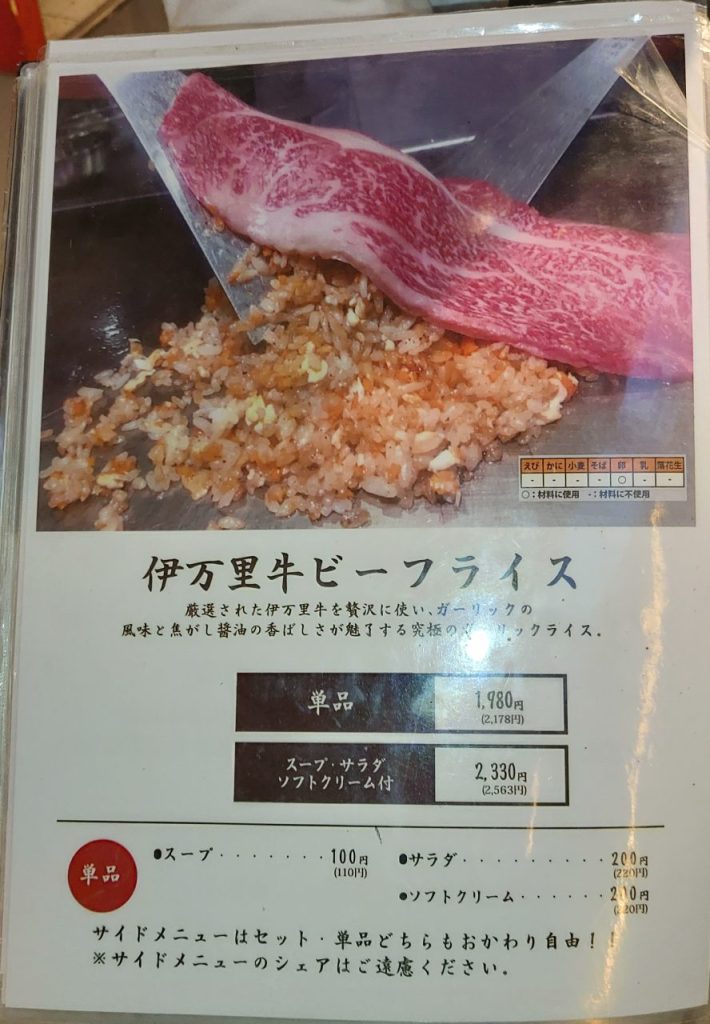 えび かに 小麦 そば 卵 乳 落花生
- - - - ○ - -
○：材料に使用 -：材料に不使用
伊万里牛ビーフライス
厳選された伊万里牛を贅沢に使い、ガーリックの
風味と焦がし醤油の香ばしさが魅了する究極のガーリックライス。
単品
1,980円
(2,178円)
スープ・サラダ
ソフトクリーム付
2,330円
(2,563円)
単品
●スープ・・・・・・・100円
(110円)
●サラダ・・・・・・・・・200円
(220円)
●ソフトクリーム・・・・・・200円
(220円)
サイドメニューはセット・単品どちらもおかわり自由！！
※サイドメニューのシェアはご遠慮ください。